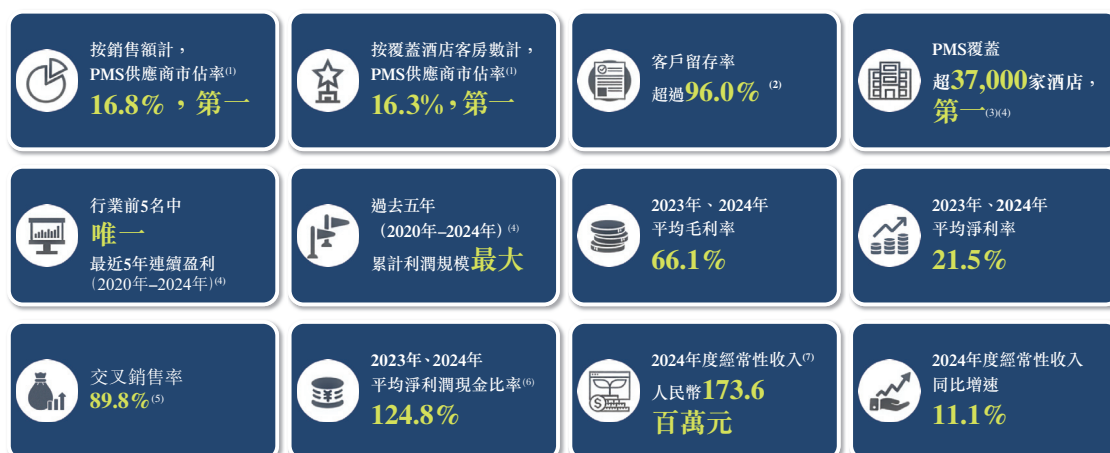 按銷售額計，
PMS供應商市佔率(1)
16.8%，第一
按覆蓋酒店客房數計，
PMS供應商市佔率(1)
16.3%，第一
客戶留存率
超過96.0% (2)
PMS覆蓋
超37,000家酒店，
第一(3)(4)
行業前5名中
唯一
最近5年連續盈利
(2020年–2024年)(4)
過去五年
(2020年–2024年) (4)
累計利潤規模最大
2023年、2024年
平均毛利率
66.1%
2023年、2024年
平均淨利率
21.5%
交叉銷售率
89.8%(5)
2023年、2024年
平均淨利潤現金比率(6)
124.8%
2024年度經常性收入(7)
人民幣173.6
百萬元
2024年度經常性收入
同比增速
11.1%